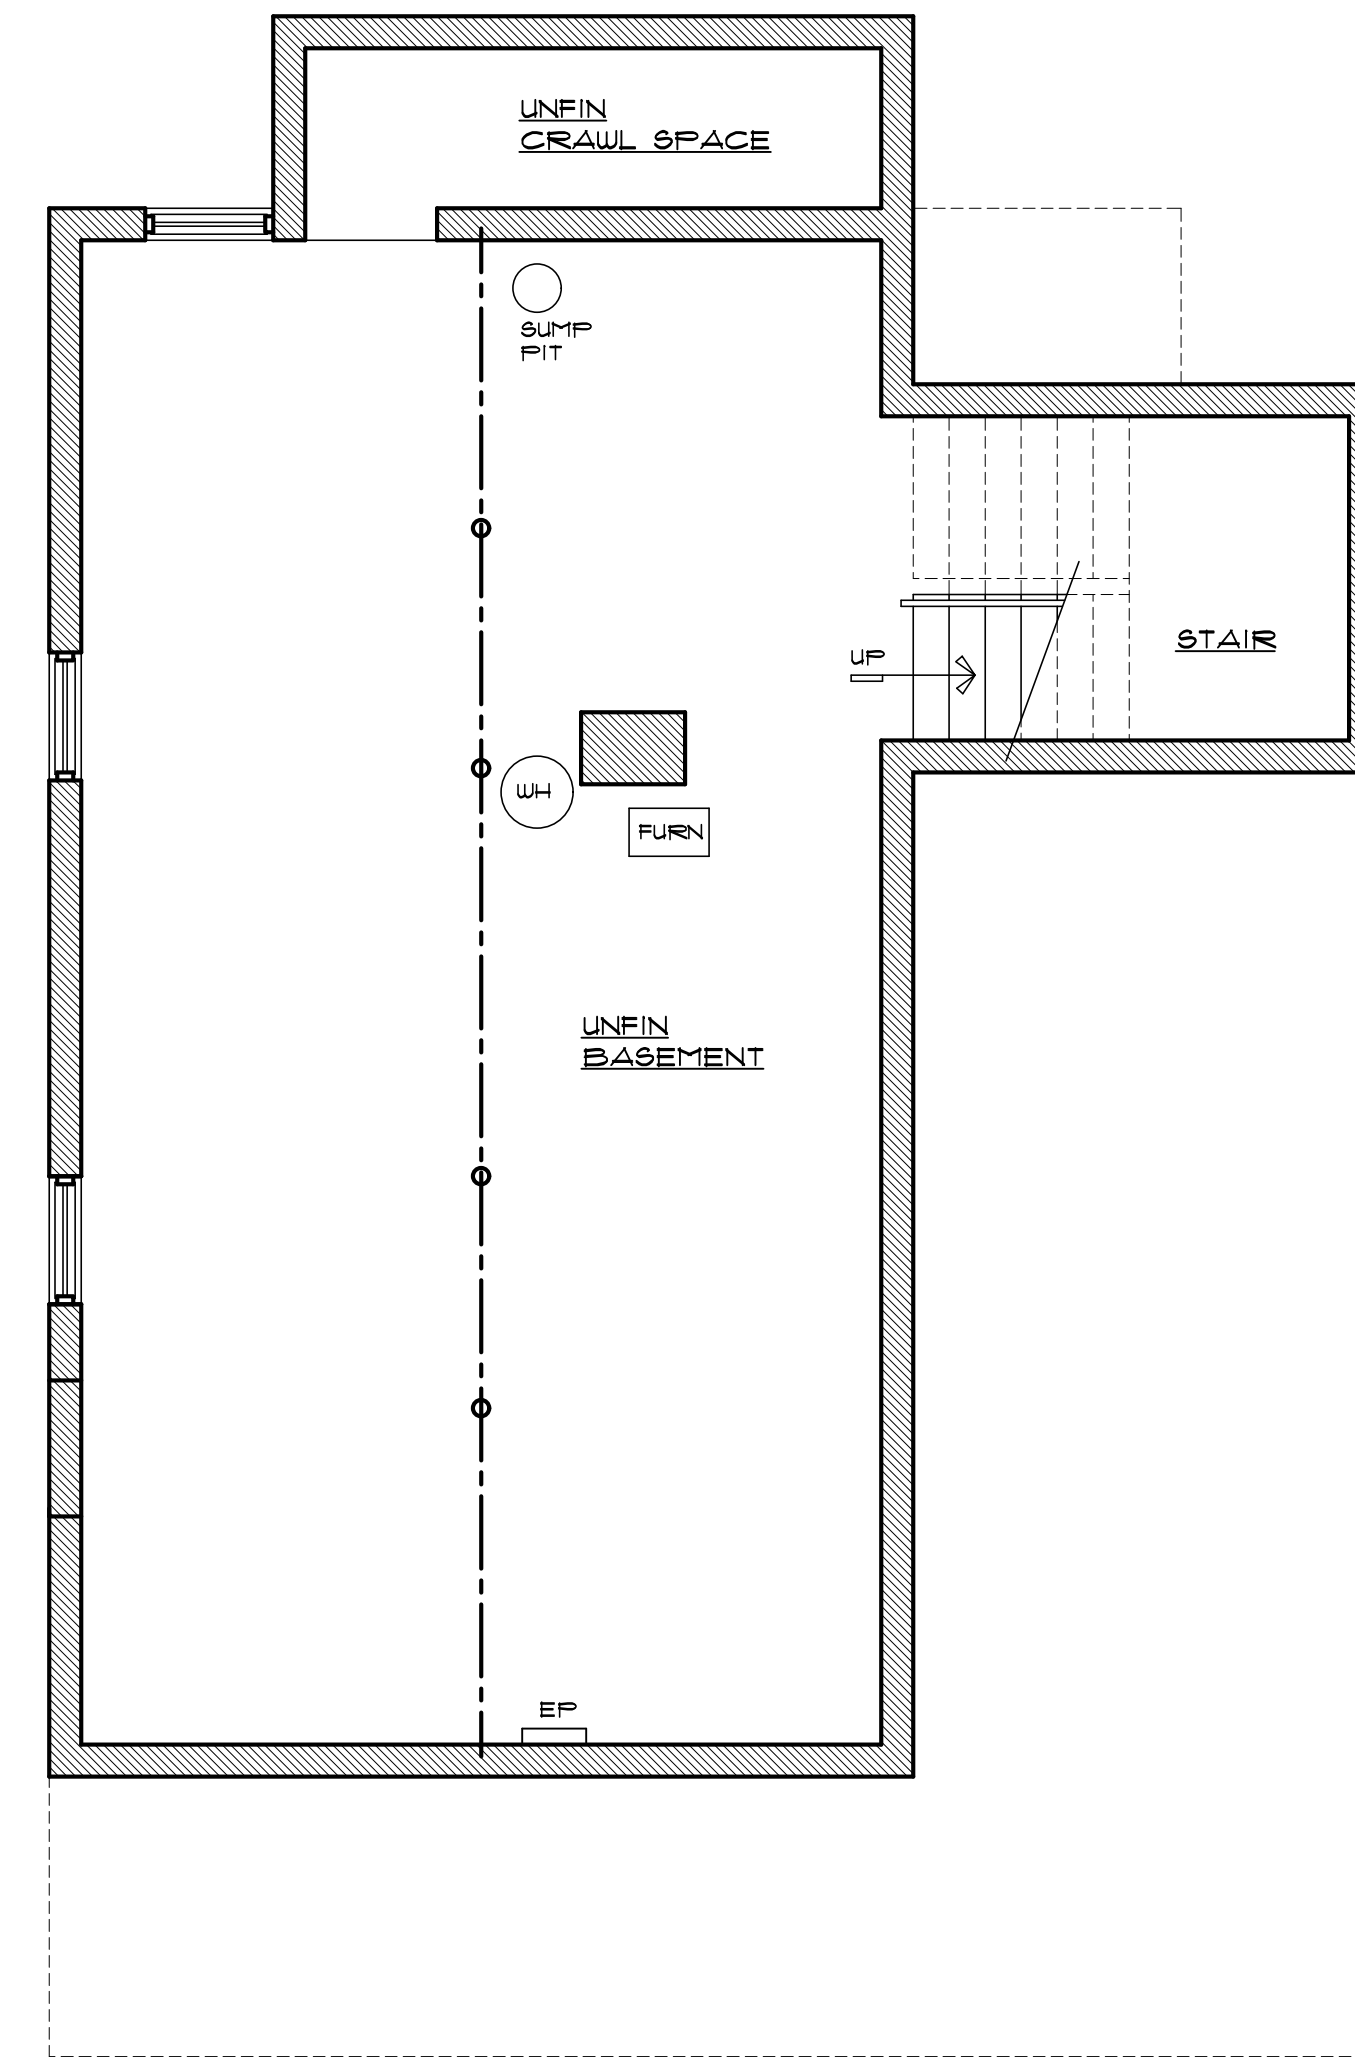 UNFIN
CRAWL SPACE
SUMP
PIT
STAIR
UP
WH
FURN
UNFIN
BASEMENT
EP